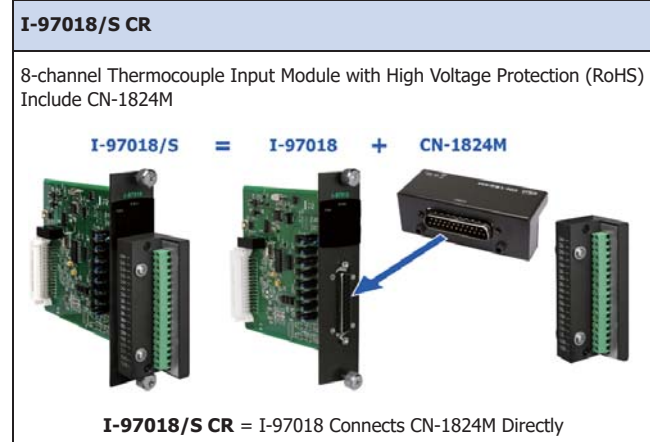 I-97018/S CR
8-channel Thermocouple Input Module with High Voltage Protection (RoHS)
Include CN-1824M
I-97018/S = I-97018 + CN-1824M
I-97018/S CR = I-97018 Connects CN-1824M Directly